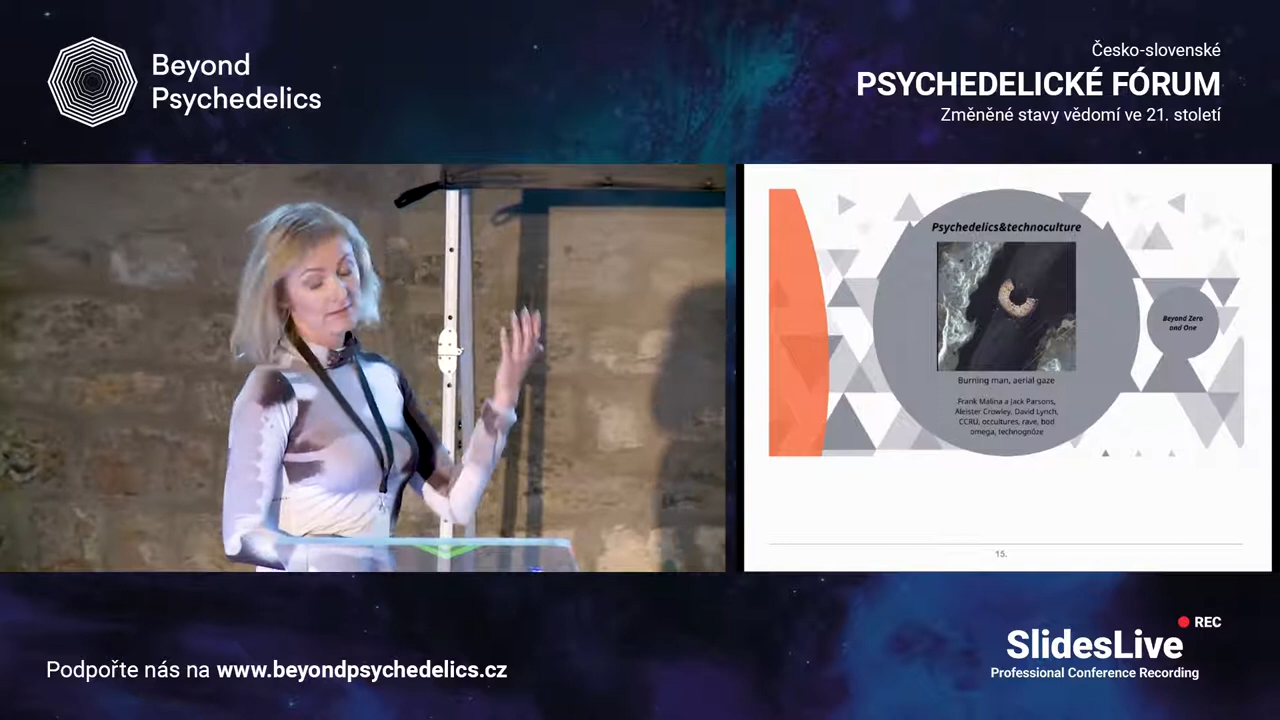 Beyond
Psychedelics
Česko-slovenské
PSYCHEDELICKÉ FÓRUM
Změněné stavy vědomí ve 21. století
Psychedelics&technoculture
Burning man, aerial gaze
Frank Malina a Jack Parsons,
Aleister Crowley, David Lynch,
CCRU, occultures, rave, bod
omega, technognóze
Beyond Zero
and One
15.
Podpořte nás na www.beyondpsychedelics.cz
REC
SlidesLive
Professional Conference Recording